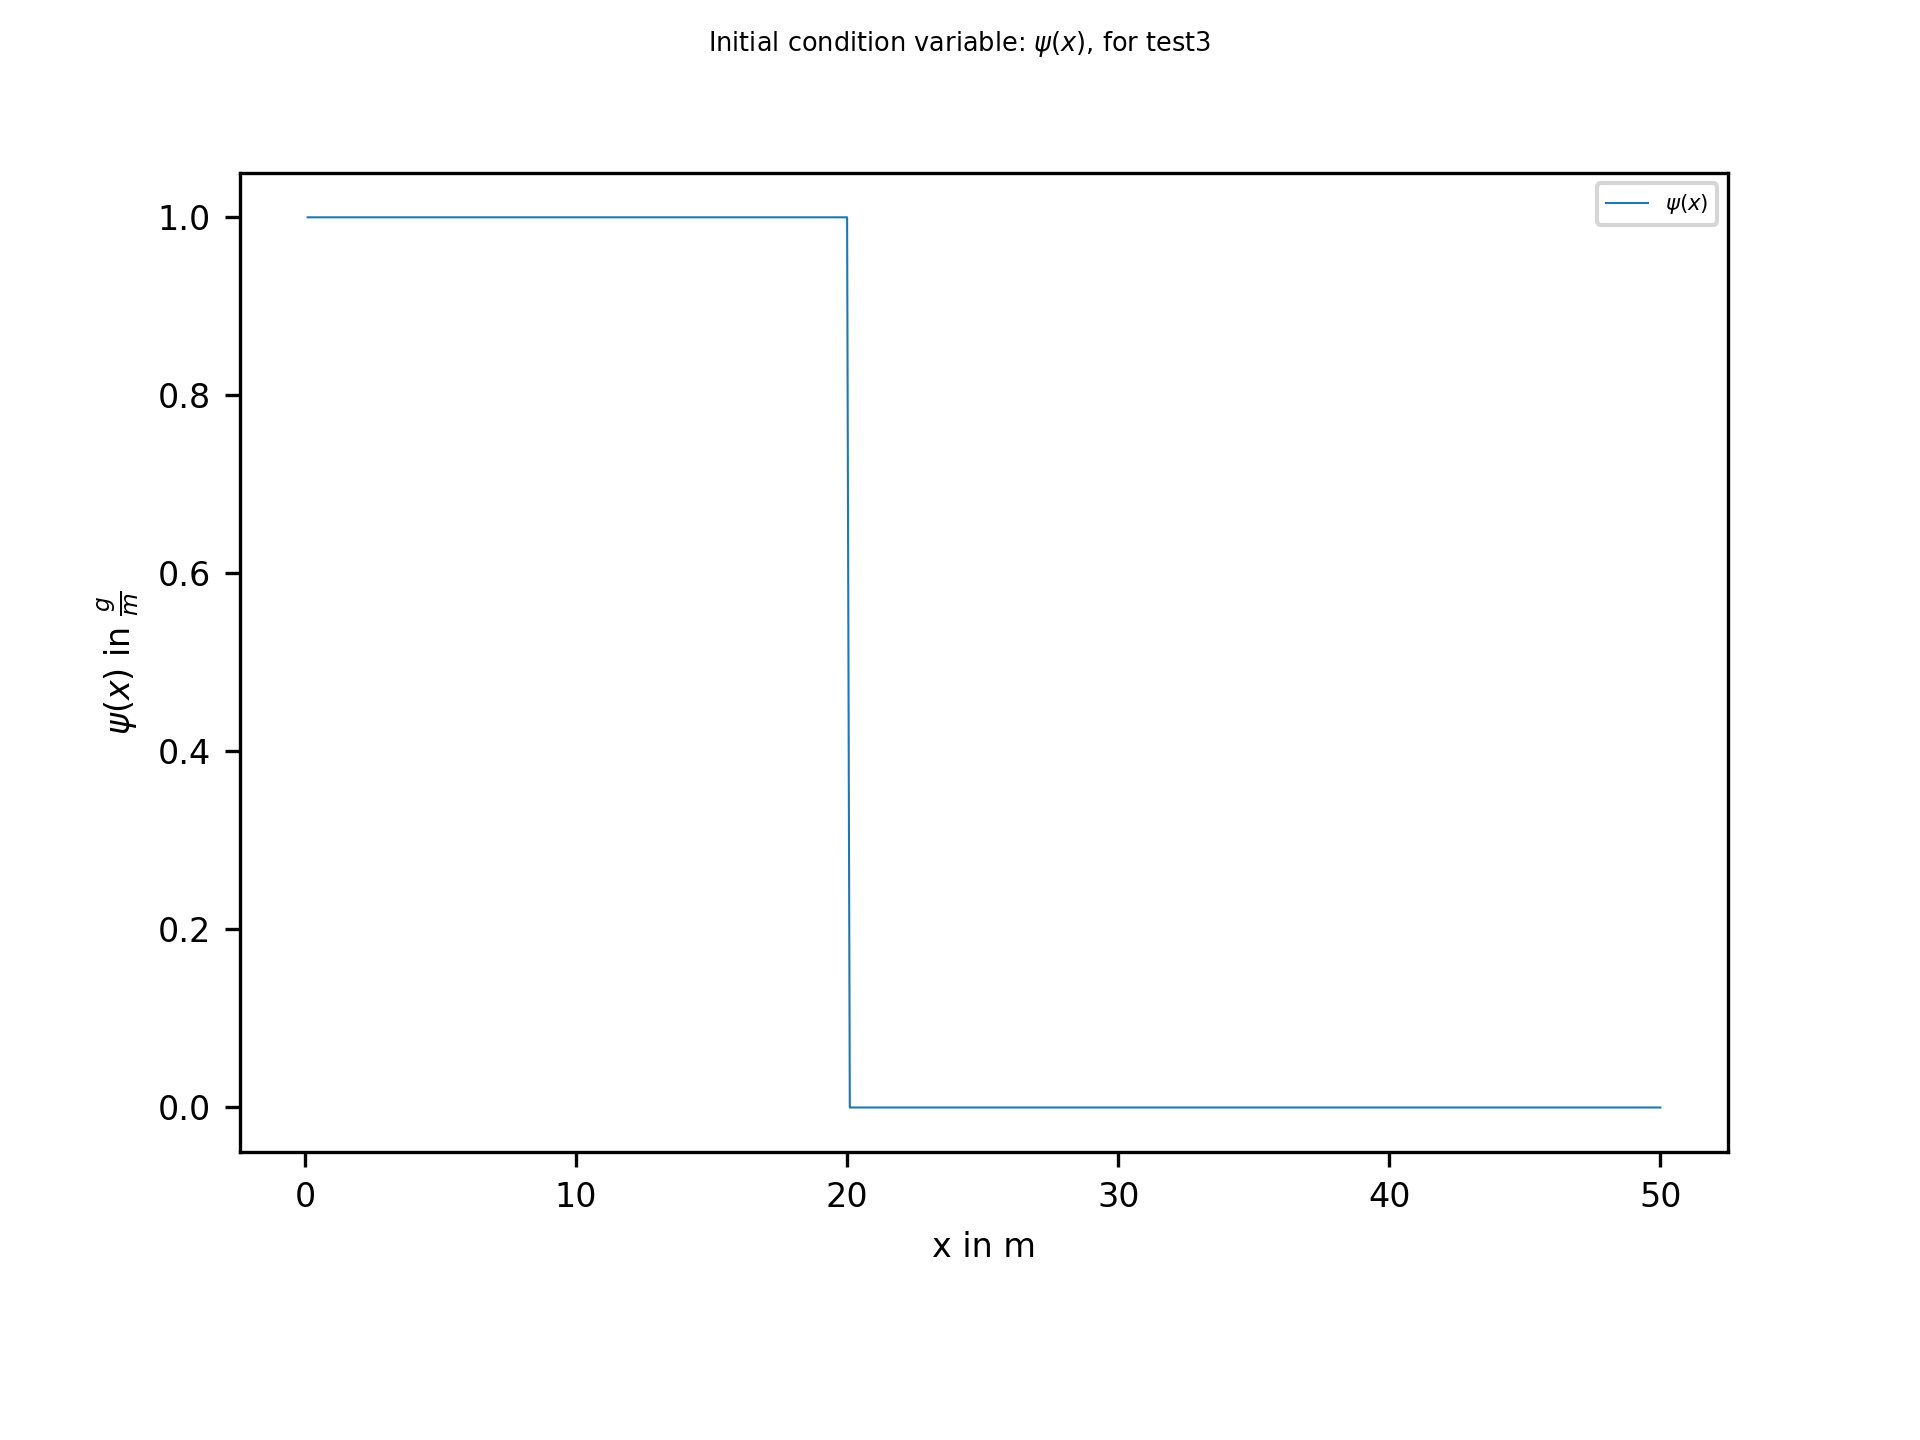 Initial condition variable: ψ(x), for test3
ψ(x)
1.0
0.8
0.6
0.4
0.2
0.0
ψ(x) in g/m
0 10 20 30 40 50
x in m